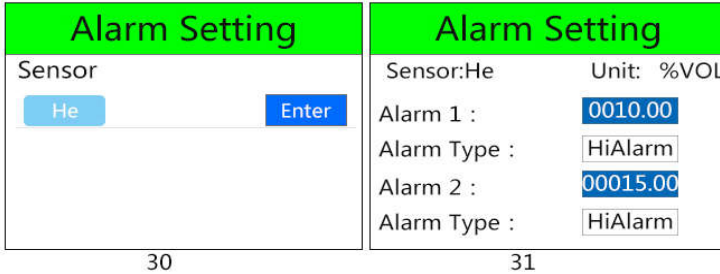 Alarm Setting
Sensor
He Enter
30
Alarm Setting
Sensor:He Unit: %VOL
Alarm 1 : 0010.00
Alarm Type : HiAlarm
Alarm 2 : 00015.00
Alarm Type : HiAlarm
31